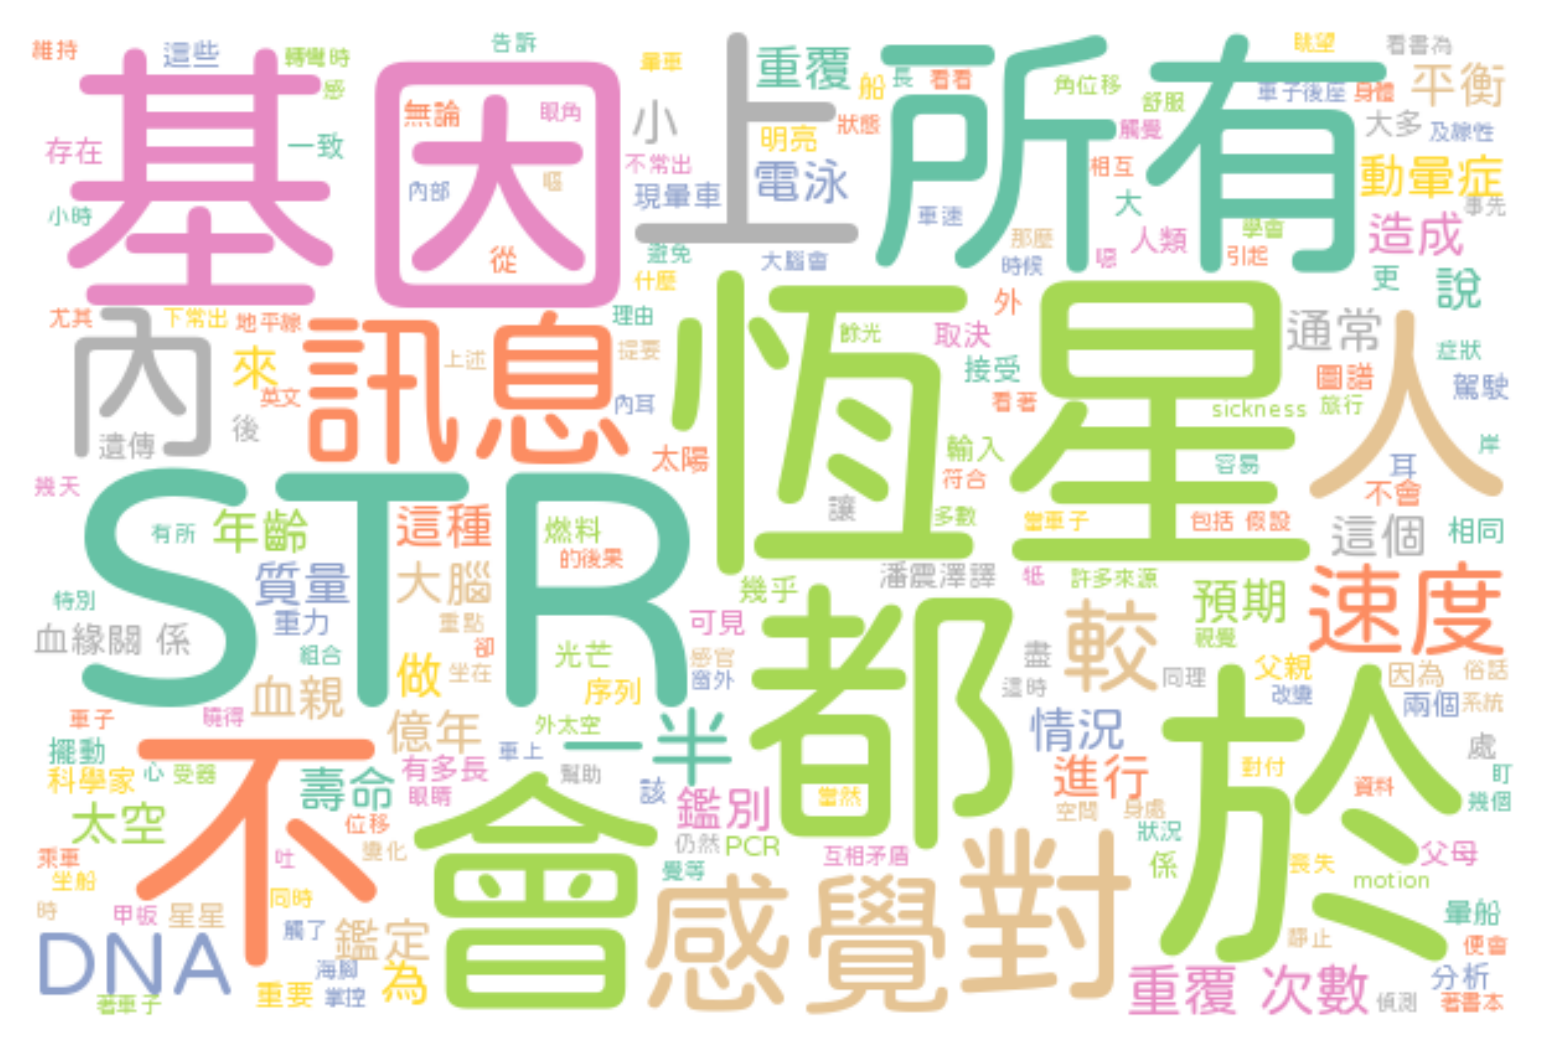 維持 這些 轉彎時 告訴 暈車 重覆 船 長 看看 眺望 看書為
基因 上 所有 平衡
感 無論 眼角 小 狀態 角位移 舒服 車子後座 身體
存在 一致 不常出 明亮 觸覺 大多 及線性
內部 嘔 現暈車 電泳 相互 動暈症
小時 車速 大 事先
從 避免 大腦會 那麼 人類 學會 造成
什麼 時候 噁 引起 更 說
尤其 下常出 地平線 理由 恆星 外 通常 人
內 來 訊息 上述 提要 餘光 取決 症狀
英文 內耳 接受 圖譜 駕駛
遺傳 後 看著 sickness 旅行
太陽 輸入 岸
幾天 符合 容易 耳 不會
STR 讓 多數 當車子 包括 假設 這個 相同
有所 年齡 這種 燃料
的後果 幾乎 潘震澤譯 牴 許多來源
特別 質量 大腦 都 較 預期 速度
血緣關 係 重力 重點 可見 視覺
組合 卻 光芒 感官 盡 同理 父親 因為 俗話
血親 做 坐在 序列 窗外 這時 改變 兩個 系統
車子 曉得 億年 外太空 一半 情況 於
擺動 不 車上 處
科學家 心 受器 壽命 有多長 幫助 該 進行 對付 盯
太空 眼睛 會 鑑別 當然 空間 身處 資料 幾個
位移 仍然 PCR 狀況
乘車 吐 變化 互相矛盾 對 係 父母
坐船 覺等 喪失 motion
時 甲板 星星 同時 感覺 暈船
DNA 觸了 鑑定 靜止 便會
海腳 為 重覆 次數 分析
著車子 重要 掌控 偵測 著書本